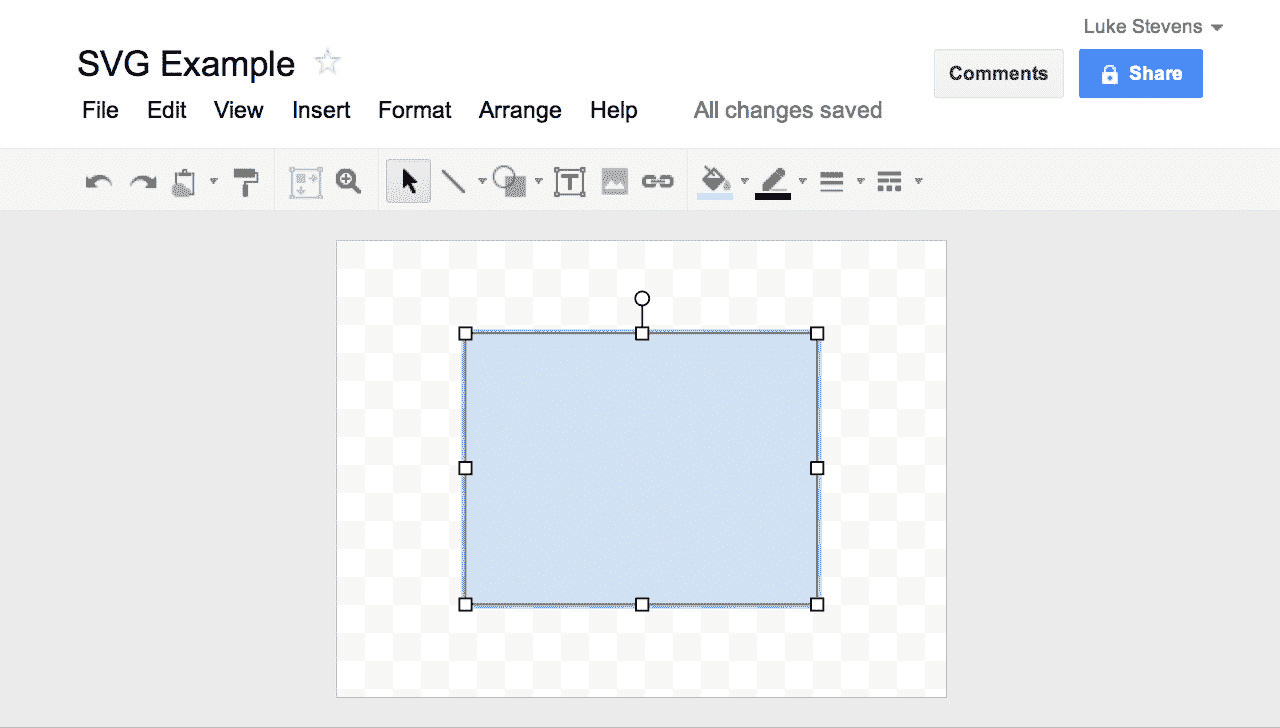 Luke Stevens
SVG Example
Comments
Share
File Edit View Insert Format Arrange Help All changes saved
T